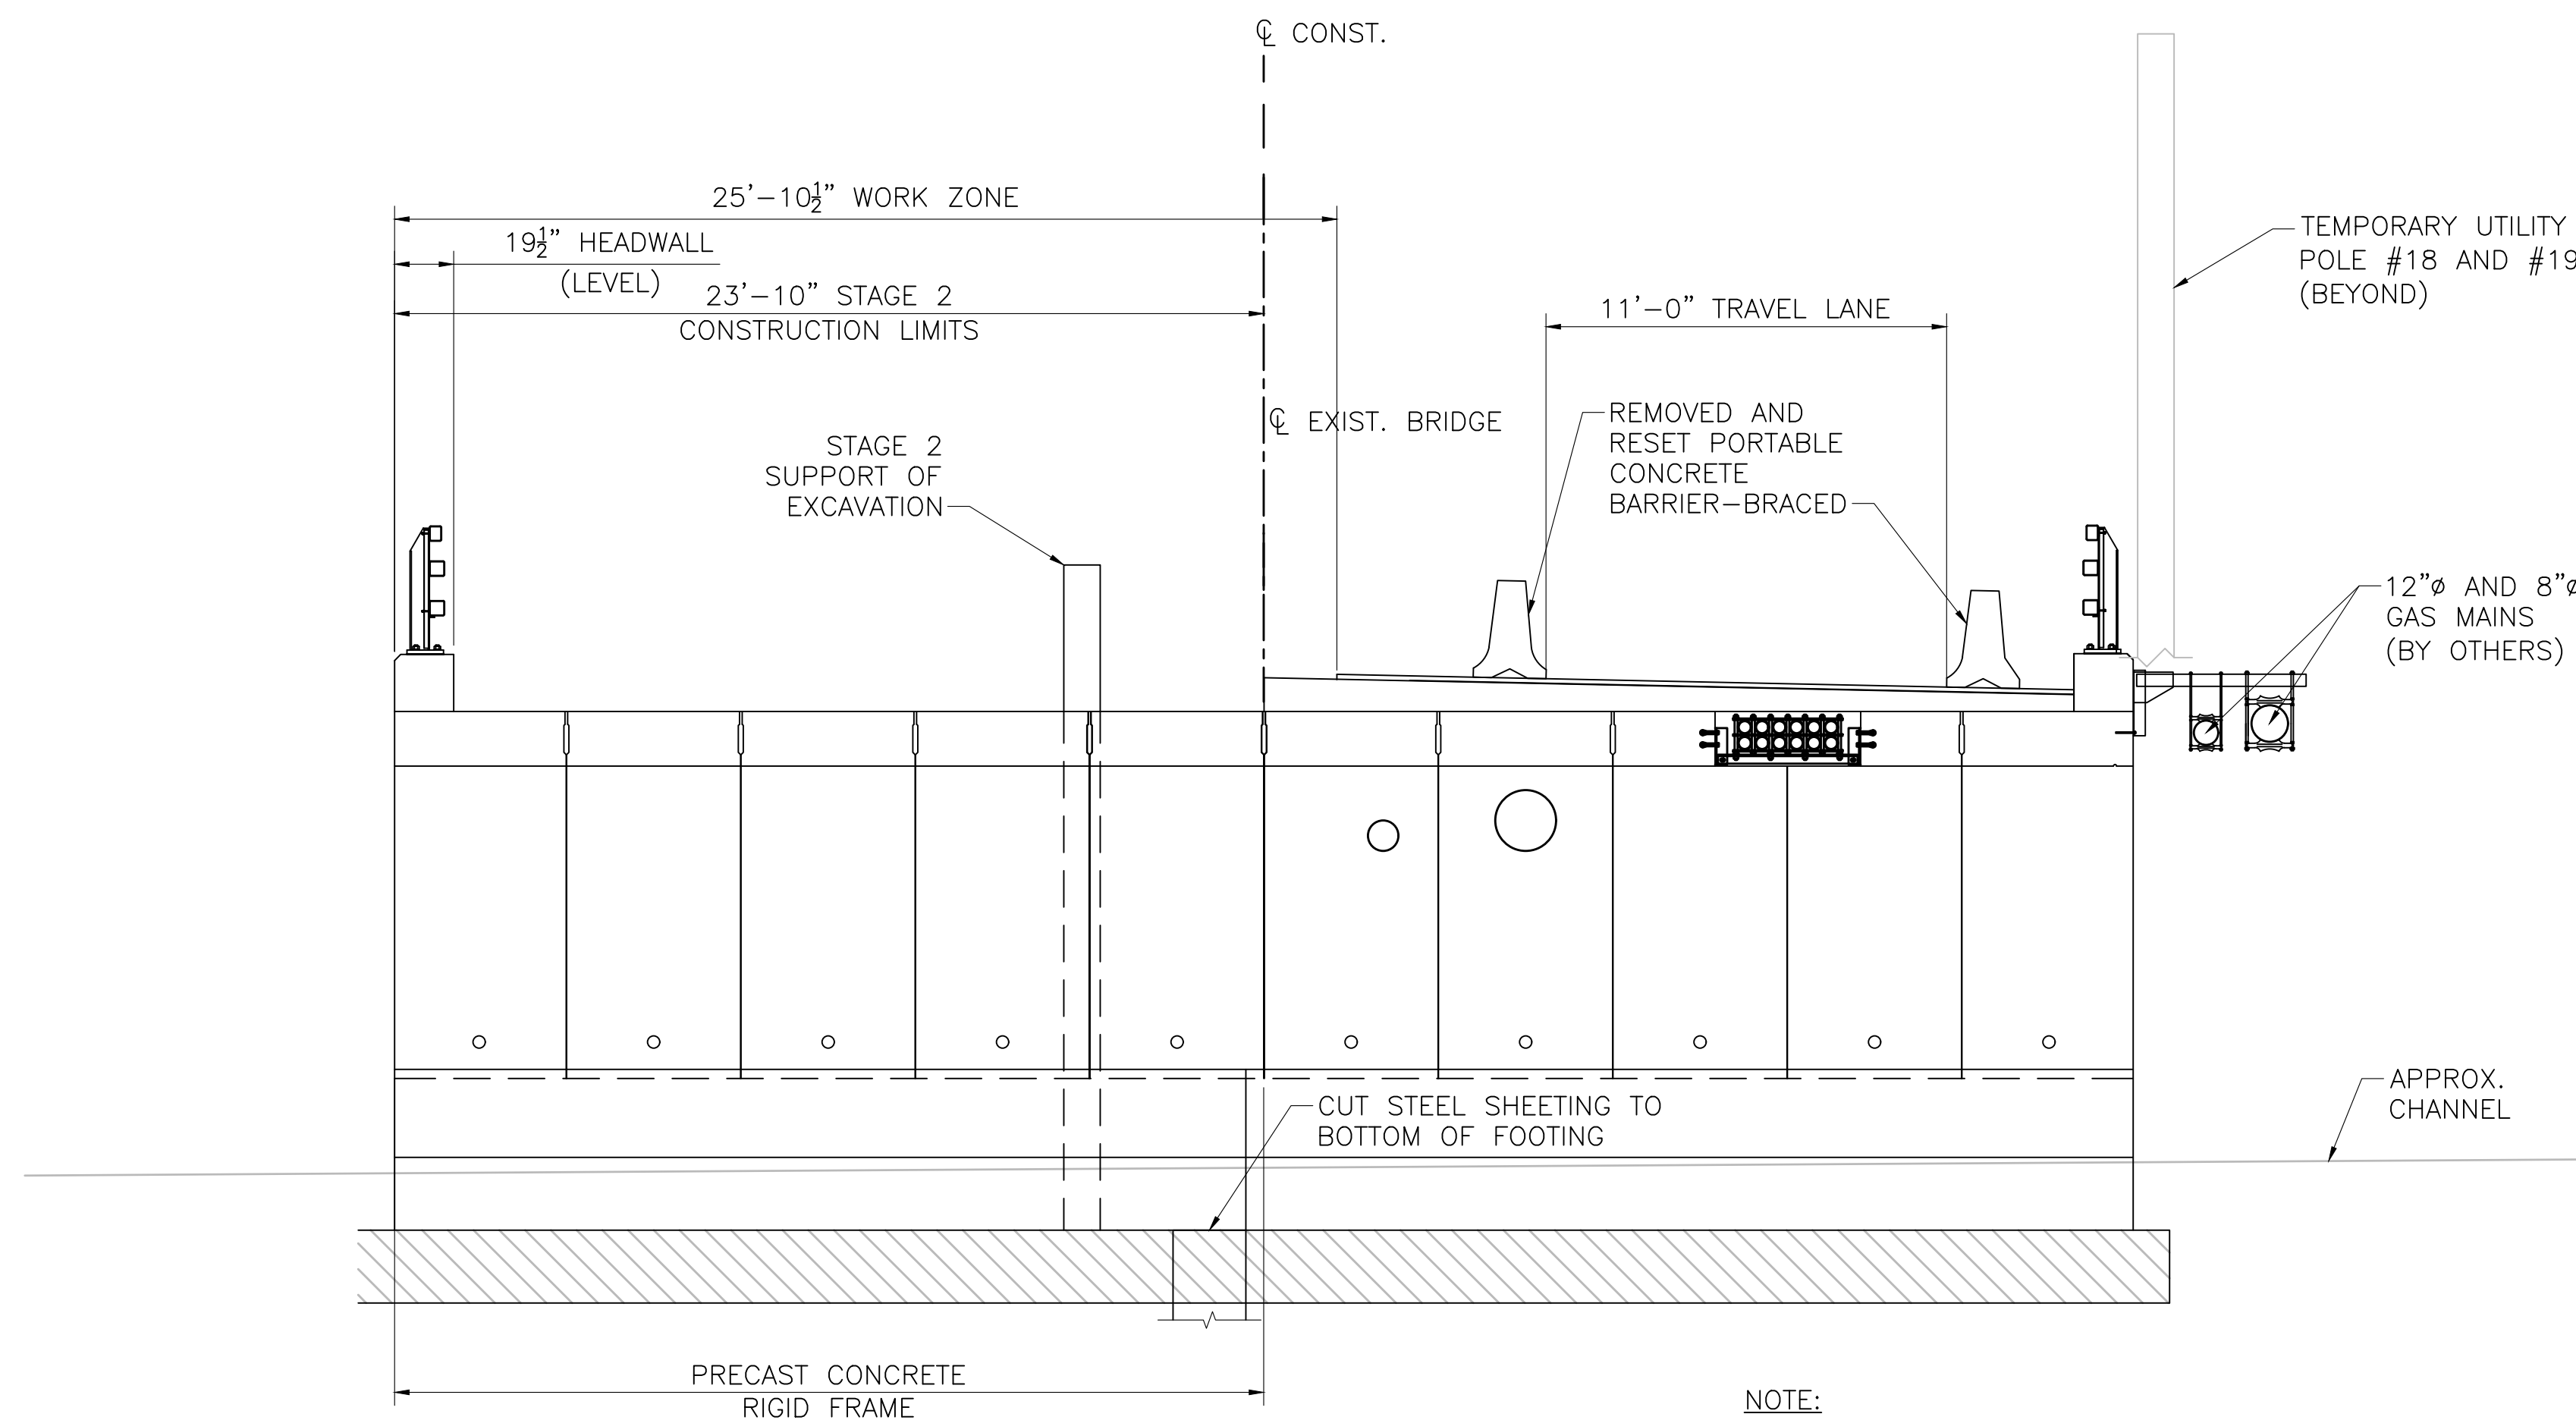 ℄ CONST.
25'-10½" WORK ZONE
19½" HEADWALL
(LEVEL)
23'-10" STAGE 2
CONSTRUCTION LIMITS
11'-0" TRAVEL LANE
TEMPORARY UTILITY
POLE #18 AND #19
(BEYOND)
℄ EXIST. BRIDGE
REMOVED AND
RESET PORTABLE
CONCRETE
BARRIER-BRACED
STAGE 2
SUPPORT OF
EXCAVATION
12"ø AND 8"ø
GAS MAINS
(BY OTHERS)
APPROX.
CHANNEL
CUT STEEL SHEETING TO
BOTTOM OF FOOTING
PRECAST CONCRETE
RIGID FRAME
NOTE: